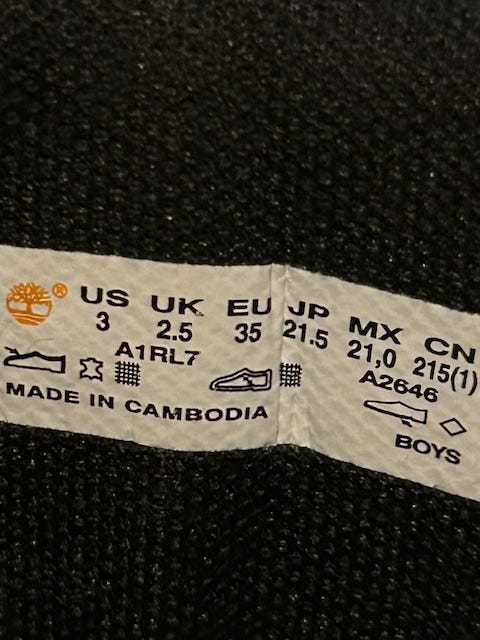 ® US UK EU JP MX CN
3 2.5 35 21.5 21,0 215(1)
A1RL7 A2646
MADE IN CAMBODIA BOYS